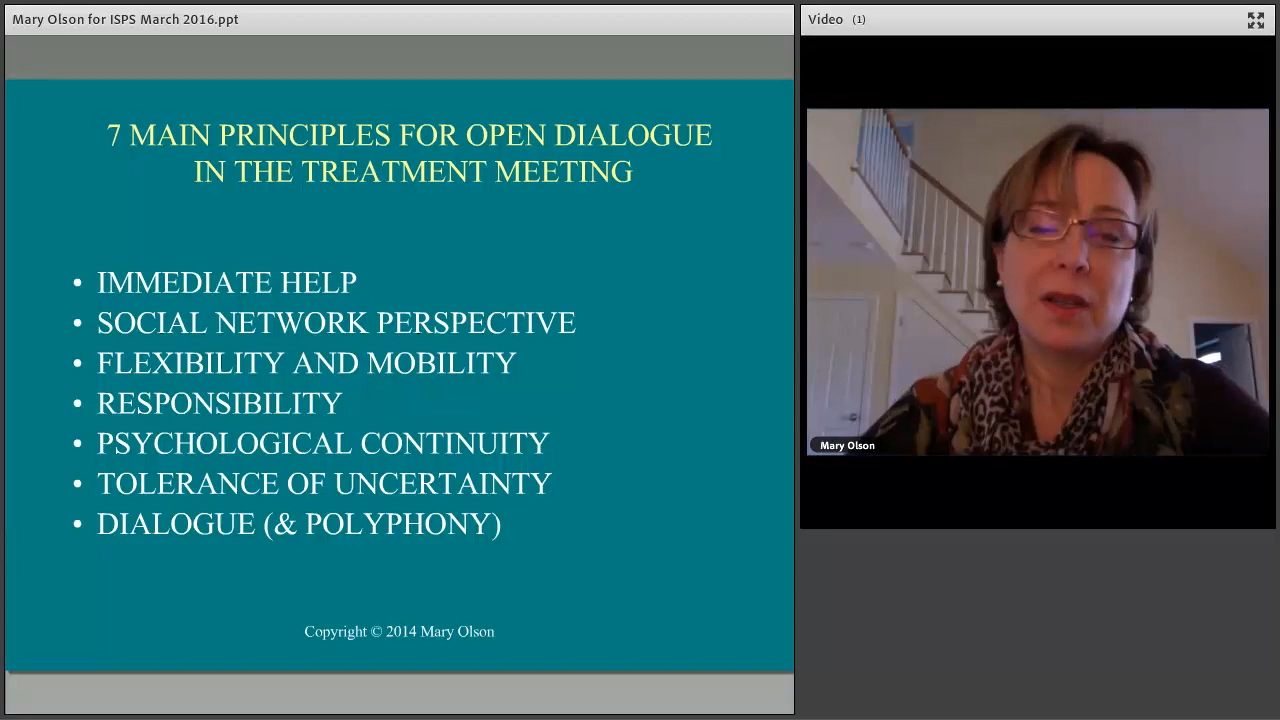 Mary Olson for ISPS March 2016.ppt
Video (1)
7 MAIN PRINCIPLES FOR OPEN DIALOGUE
IN THE TREATMENT MEETING
• IMMEDIATE HELP
• SOCIAL NETWORK PERSPECTIVE
• FLEXIBILITY AND MOBILITY
• RESPONSIBILITY
• PSYCHOLOGICAL CONTINUITY
• TOLERANCE OF UNCERTAINTY
• DIALOGUE (& POLYPHONY)
Copyright © 2014 Mary Olson
Mary Olson